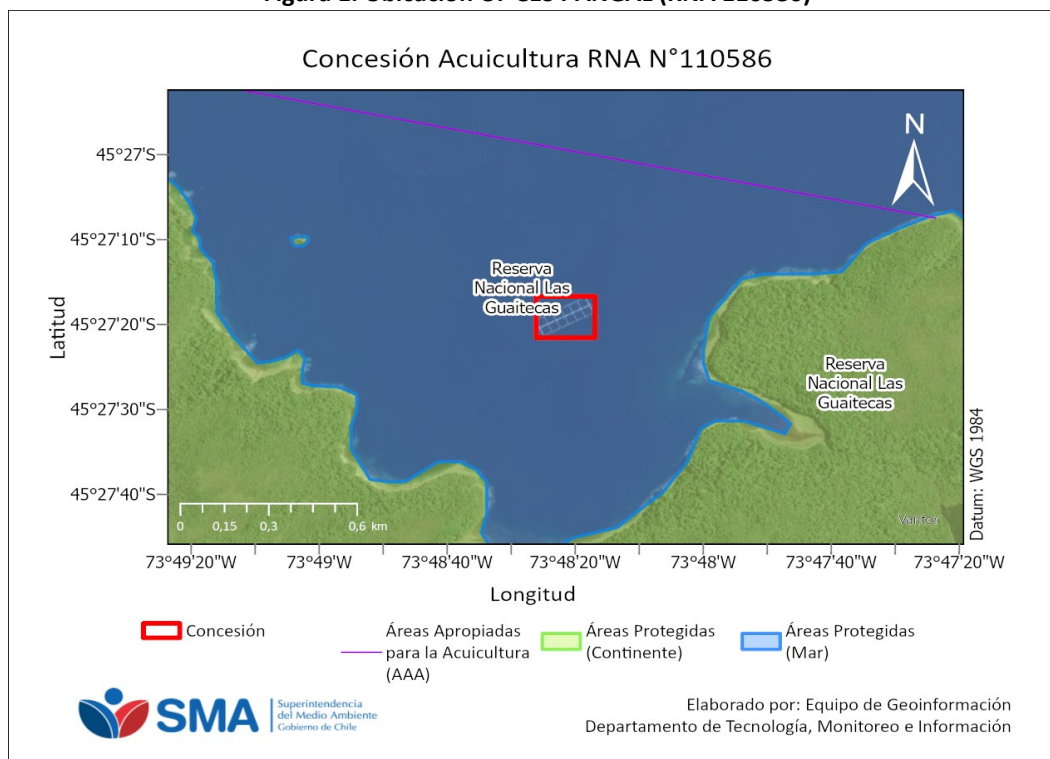 Concesión Acuicultura RNA N°110586
N
45°27'S
45°27'10"S
45°27'20"S
45°27'30"S
45°27'40"S
Latitud
Reserva
Nacional Las
Guaitecas
Reserva
Nacional Las
Guaitecas
Datum: WGS 1984
Vantor
0 0,15 0,3 0,6 km
73°49'20"W 73°49'W 73°48'40"W 73°48'20"W 73°48'W 73°47'40"W 73°47'20"W
Longitud
Concesión
Áreas Apropiadas
para la Acuicultura
(AAA)
Áreas Protegidas
(Continente)
Áreas Protegidas
(Mar)
SMA
Superintendencia
del Medio Ambiente
Gobierno de Chile
Elaborado por: Equipo de Geoinformación
Departamento de Tecnología, Monitoreo e Información